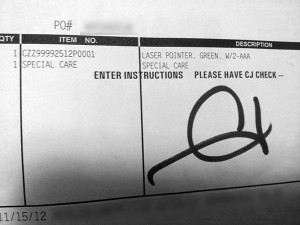 PO#
QTY ITEM NO. DESCRIPTION
1 CZZ99992512P0001 LASER POINTER, GREEN, W/2-AAA
1 SPECIAL CARE SPECIAL CARE
ENTER INSTRUCTIONS PLEASE HAVE CJ CHECK –
11/15/12